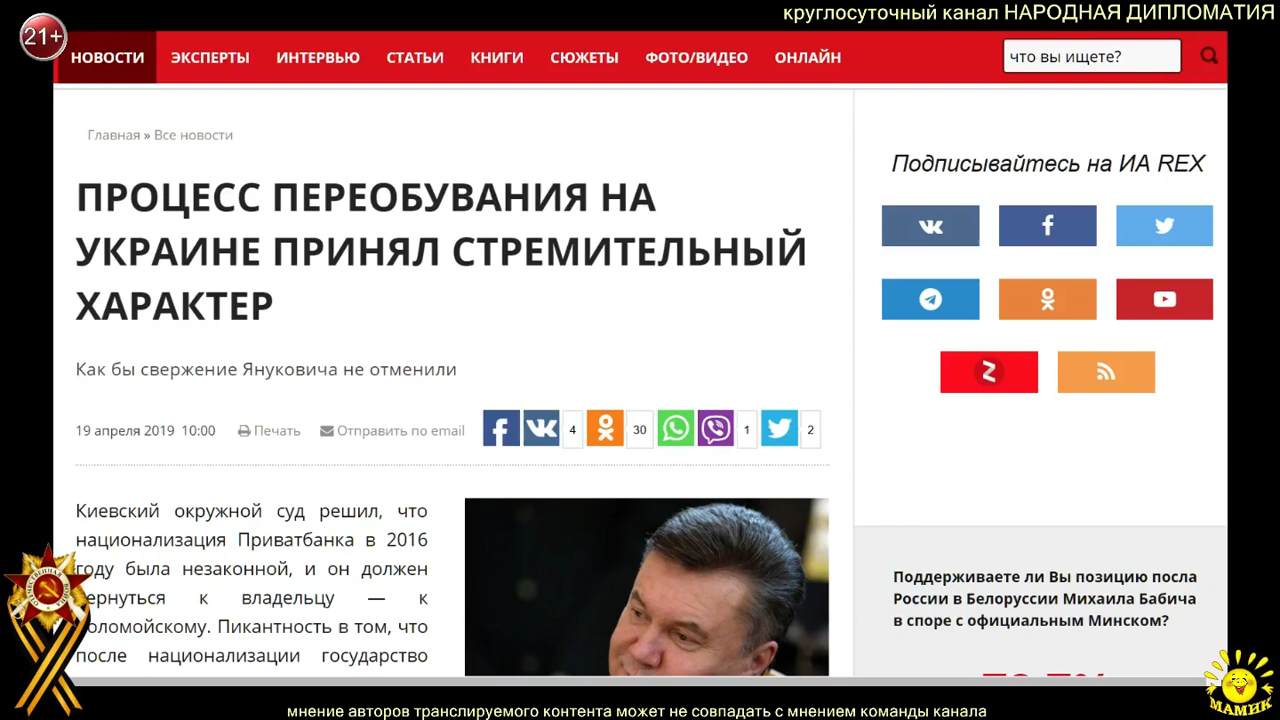 круглосуточный канал НАРОДНАЯ ДИПЛОМАТИЯ
21+
НОВОСТИ ЭКСПЕРТЫ ИНТЕРВЬЮ СТАТЬИ КНИГИ СЮЖЕТЫ ФОТО/ВИДЕО ОНЛАЙН что вы ищете?
Главная » Все новости
ПРОЦЕСС ПЕРЕОБУВАНИЯ НА
УКРАИНЕ ПРИНЯЛ СТРЕМИТЕЛЬНЫЙ
ХАРАКТЕР
Как бы свержение Януковича не отменили
19 апреля 2019 10:00 Печать Отправить по email 4 30 1 2
Киевский окружной суд решил, что
национализация Приватбанка в 2016
году была незаконной, и он должен
вернуться к владельцу — к
Коломойскому. Пикантность в том, что
после национализации государство
Подписывайтесь на ИА REX
Поддерживаете ли Вы позицию посла
России в Белоруссии Михаила Бабича
в споре с официальным Минском?
ОТЕЧЕСТВЕННАЯ ВОЙНА
МАМИК
мнение авторов транслируемого контента может не совпадать с мнением команды канала